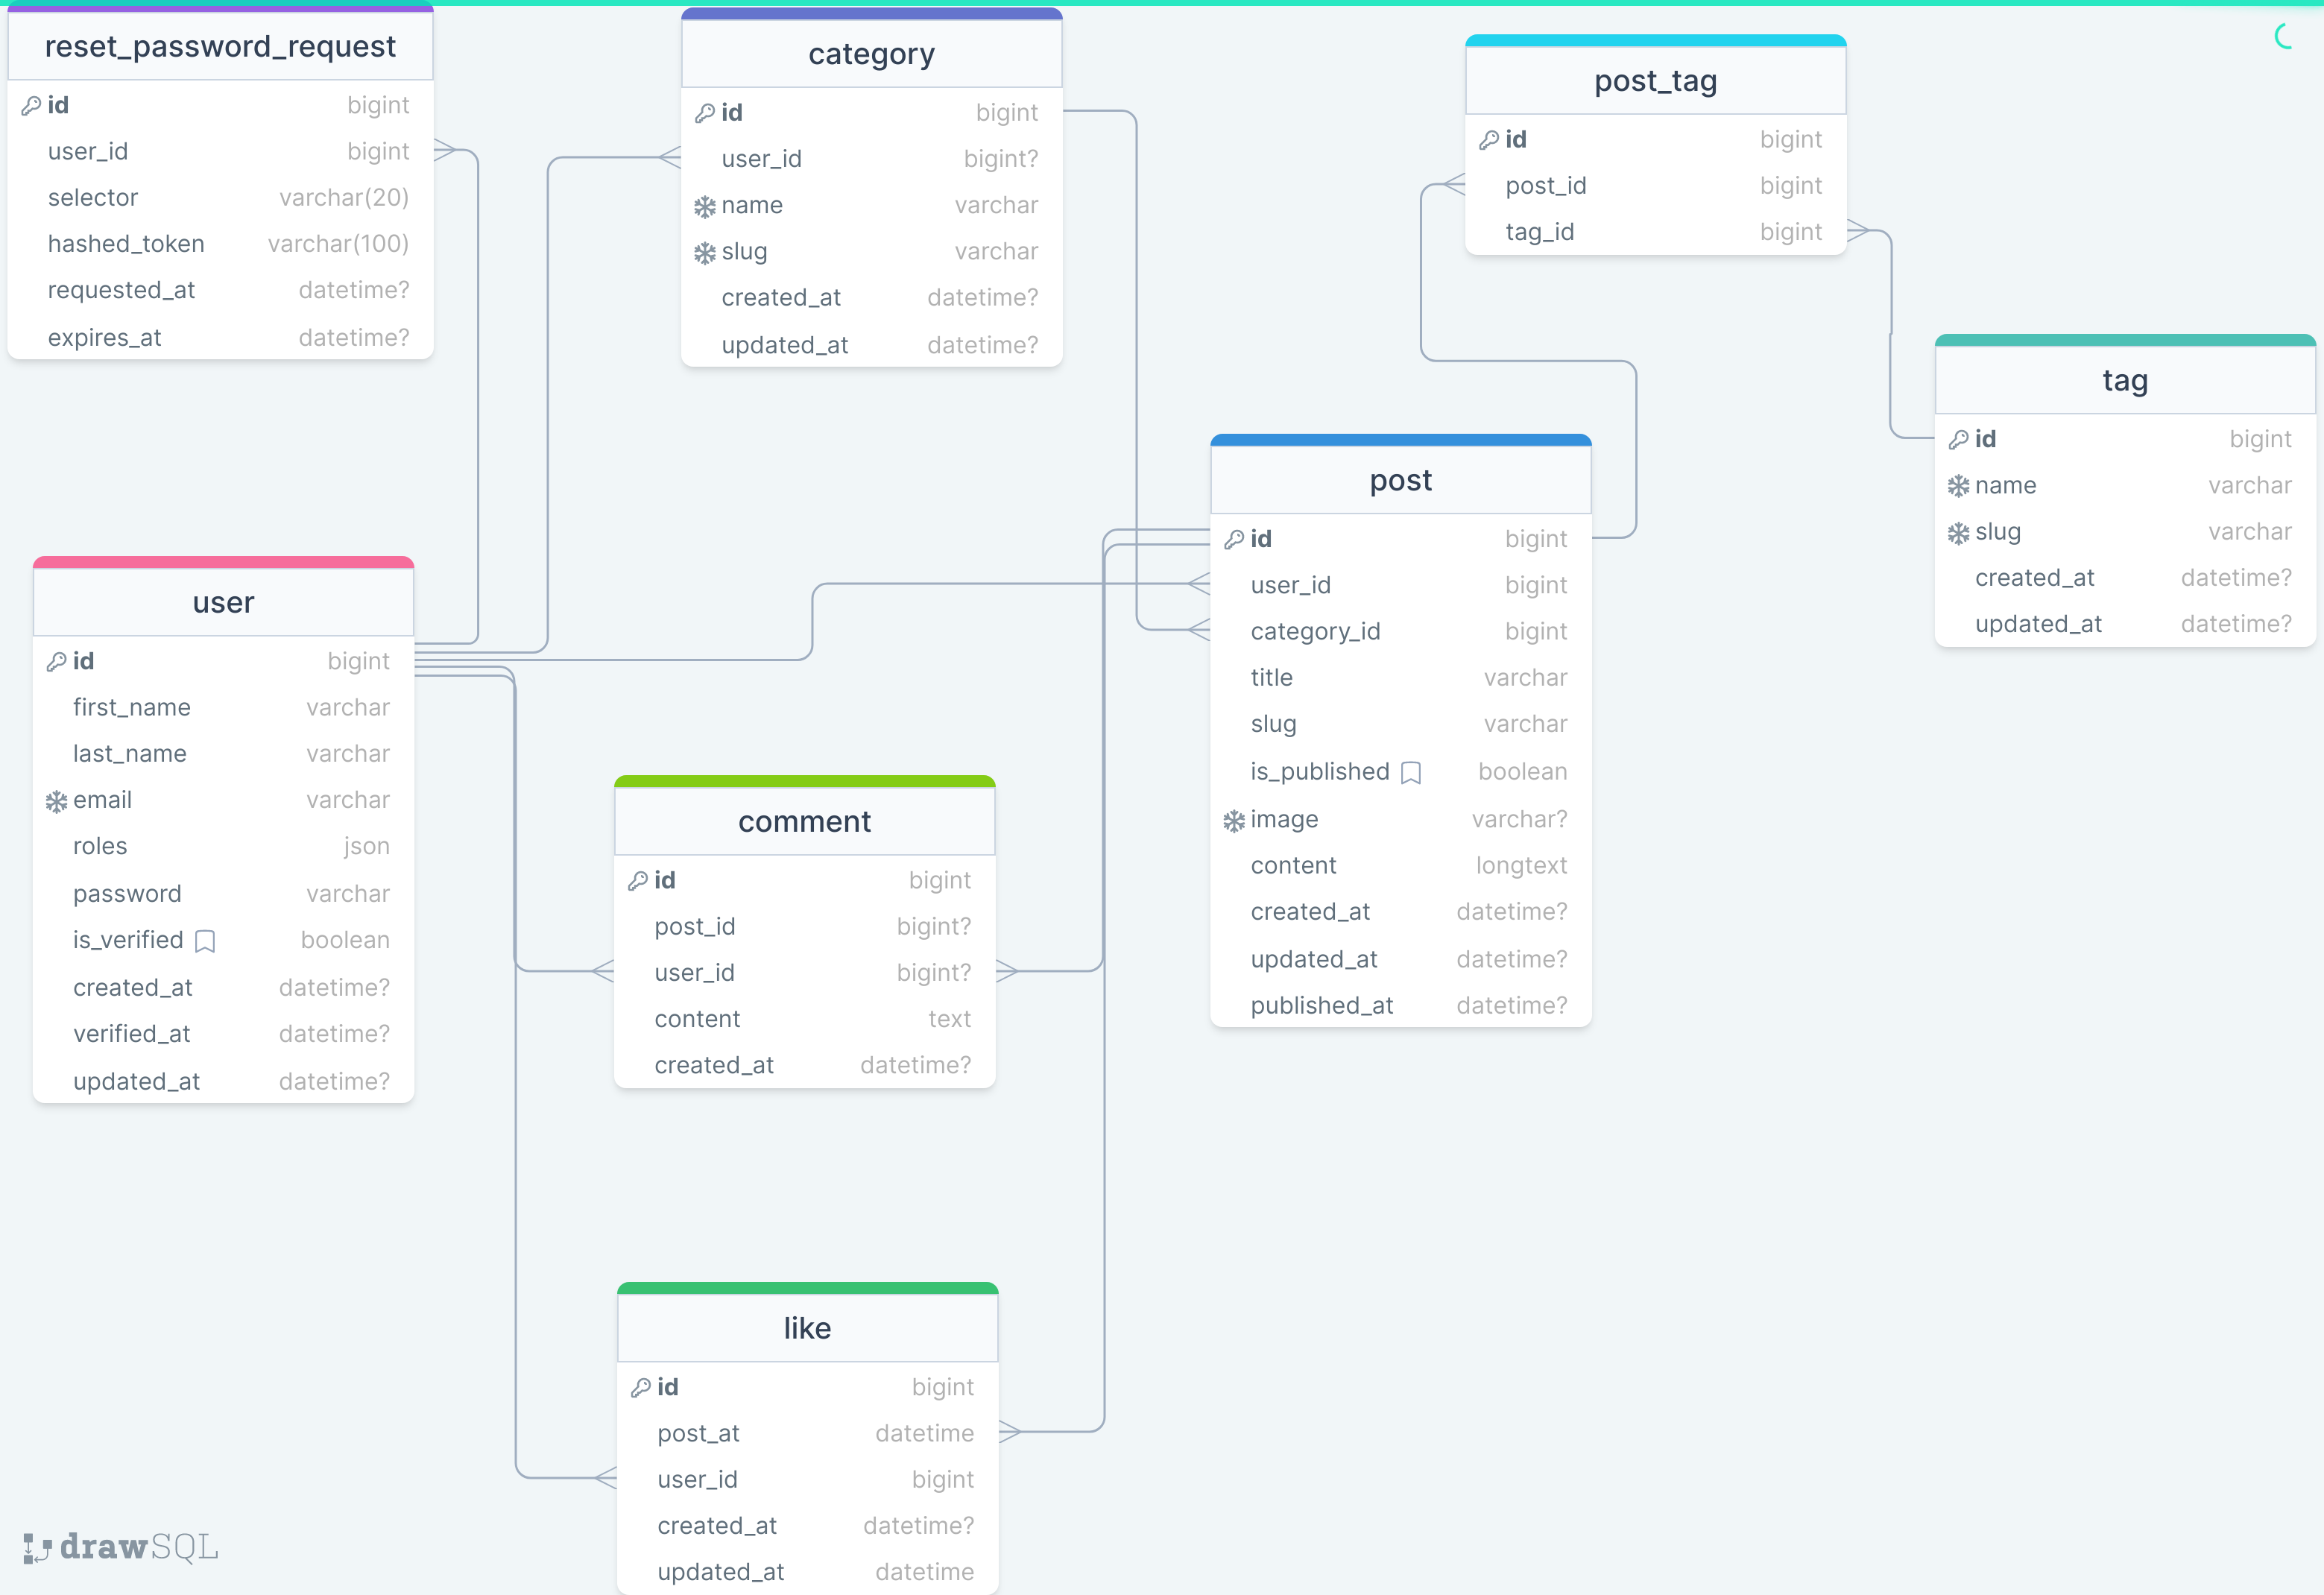 reset_password_request
id bigint
user_id bigint
selector varchar(20)
hashed_token varchar(100)
requested_at datetime?
expires_at datetime?
category
id bigint
user_id bigint?
name varchar
slug varchar
created_at datetime?
updated_at datetime?
post_tag
id bigint
post_id bigint
tag_id bigint
tag
id bigint
name varchar
slug varchar
created_at datetime?
updated_at datetime?
post
id bigint
user_id bigint
category_id bigint
title varchar
slug varchar
is_published boolean
image varchar?
content longtext
created_at datetime?
updated_at datetime?
published_at datetime?
user
id bigint
first_name varchar
last_name varchar
email varchar
roles json
password varchar
is_verified boolean
created_at datetime?
verified_at datetime?
updated_at datetime?
comment
id bigint
post_id bigint?
user_id bigint?
content text
created_at datetime?
like
id bigint
post_at datetime
user_id bigint
created_at datetime?
updated_at datetime
drawSQL